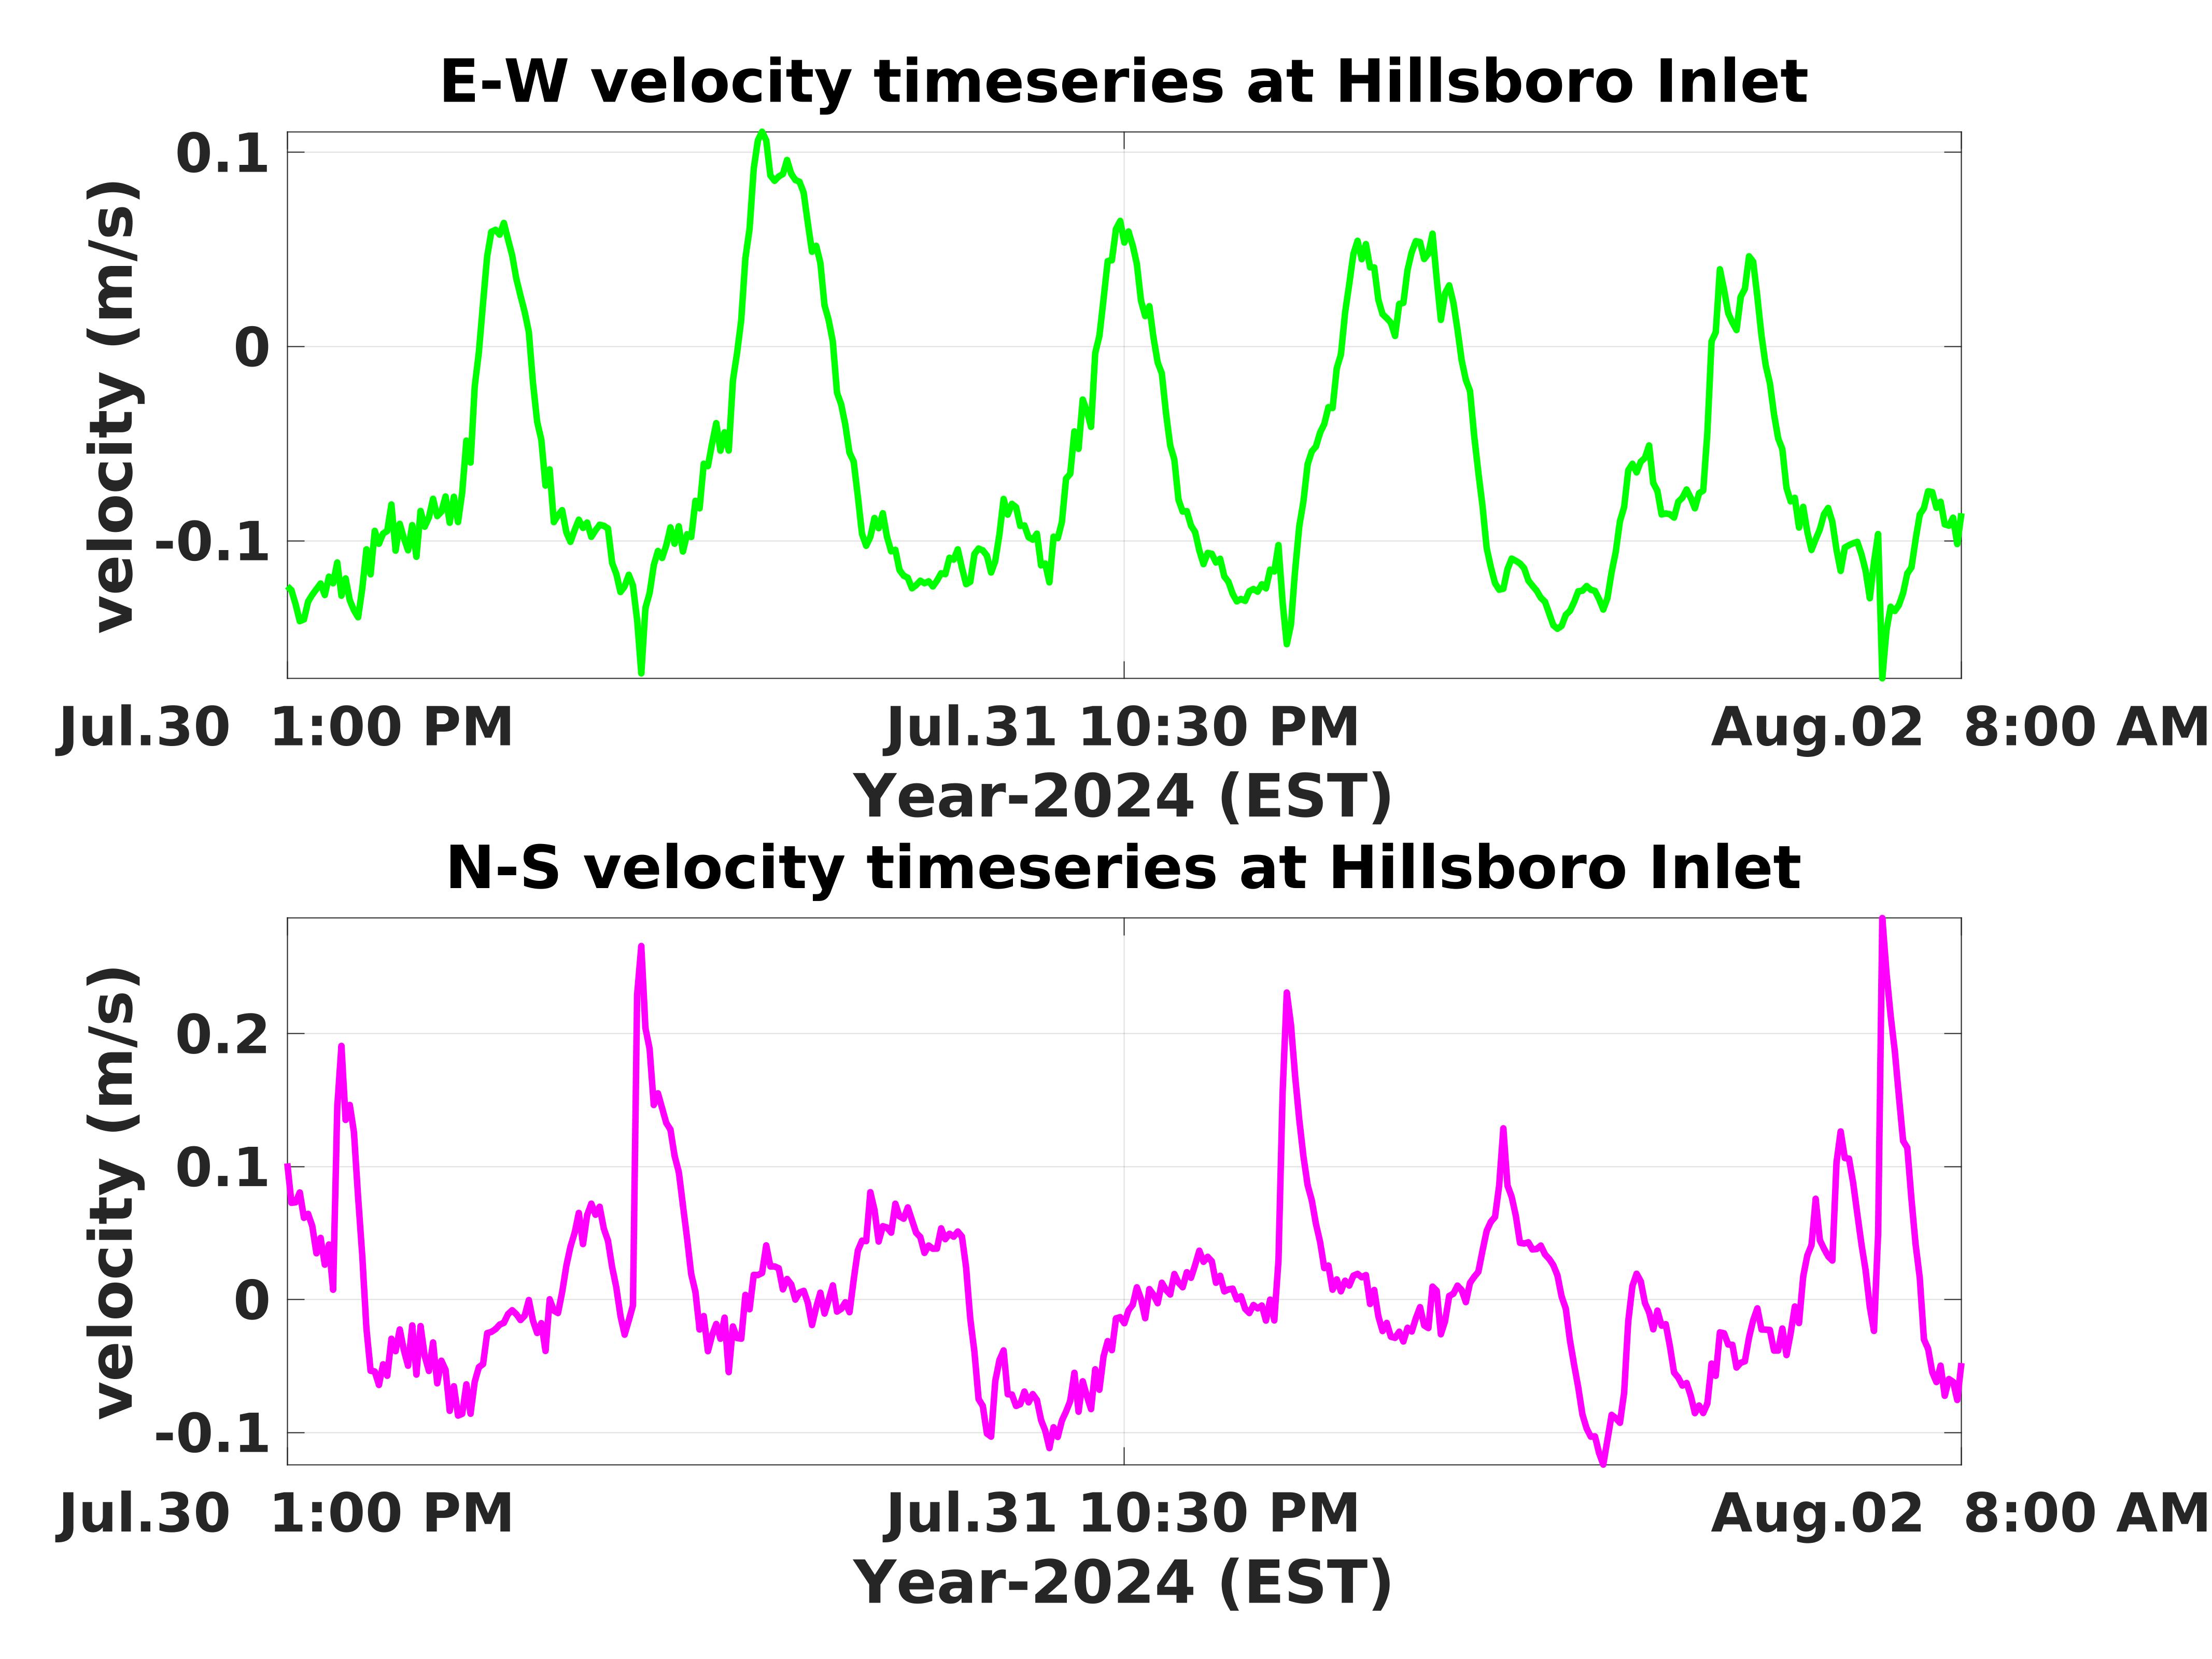 E-W velocity timeseries at Hillsboro Inlet
velocity (m/s)
0.1
0
-0.1
Jul.30  1:00 PM
Jul.31 10:30 PM
Aug.02  8:00 AM
Year-2024 (EST)
N-S velocity timeseries at Hillsboro Inlet
velocity (m/s)
0.2
0.1
0
-0.1
Jul.30  1:00 PM
Jul.31 10:30 PM
Aug.02  8:00 AM
Year-2024 (EST)